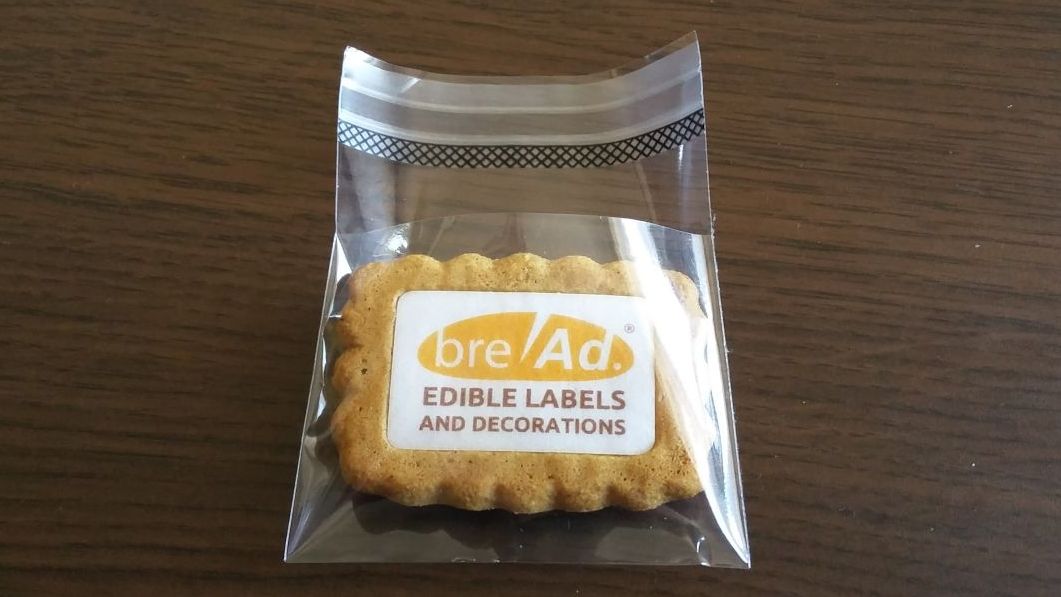 bre/Ad.®
EDIBLE LABELS
AND DECORATIONS